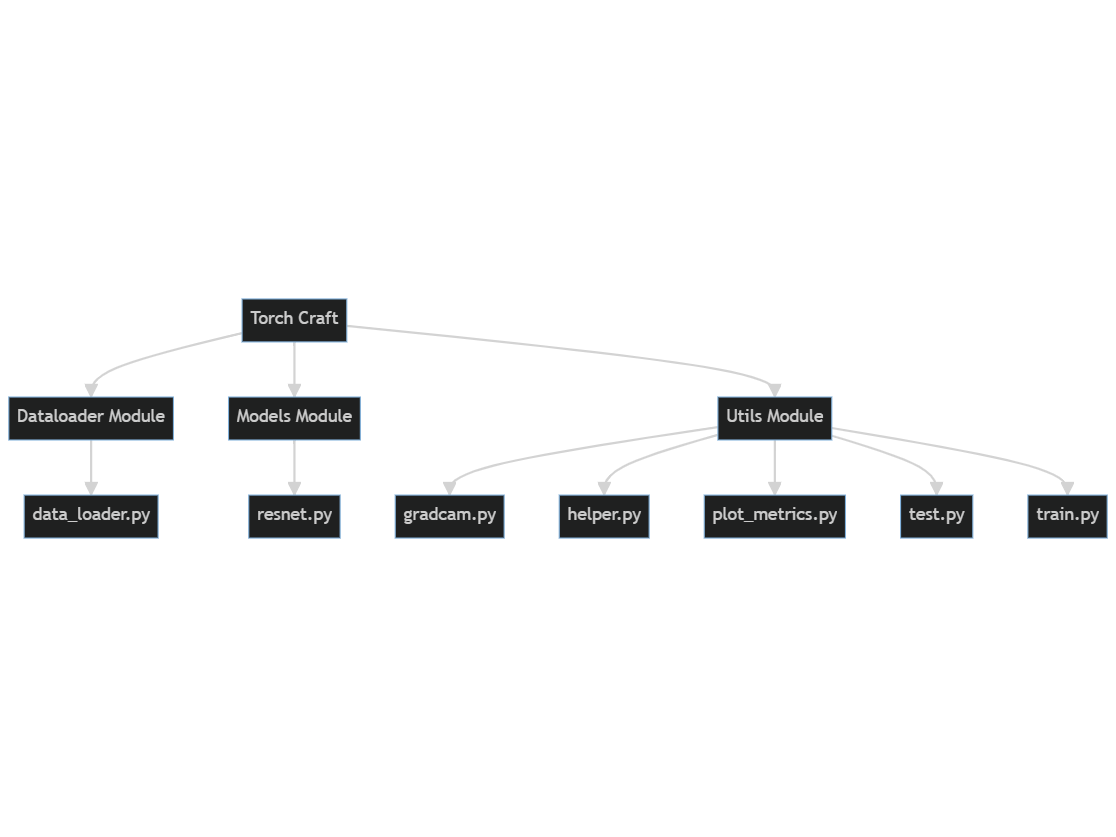 Torch Craft
Dataloader Module
Models Module
Utils Module
data_loader.py
resnet.py
gradcam.py
helper.py
plot_metrics.py
test.py
train.py